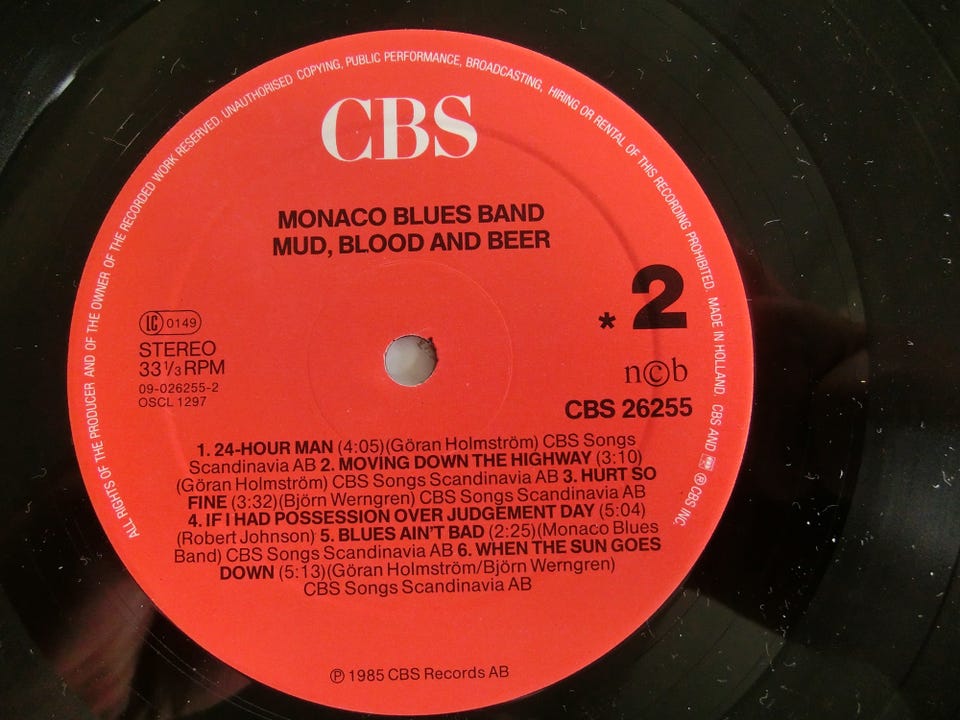 ALL RIGHTS OF THE PRODUCER AND OF THE OWNER OF THE RECORDED WORK RESERVED. UNAUTHORISED COPYING, PUBLIC PERFORMANCE, BROADCASTING, HIRING OR RENTAL OF THIS RECORDING PROHIBITED. MADE IN HOLLAND. CBS AND ℗ CBS INC.
CBS
MONACO BLUES BAND
MUD, BLOOD AND BEER
* 2
LC 0149
STEREO
33 1/3 RPM
09-026255-2
OSCL 1297
n©b
CBS 26255
1. 24-HOUR MAN (4:05)(Göran Holmström) CBS Songs
Scandinavia AB 2. MOVING DOWN THE HIGHWAY (3:10)
(Göran Holmström) CBS Songs Scandinavia AB 3. HURT SO
FINE (3:32)(Björn Werngren) CBS Songs Scandinavia AB
4. IF I HAD POSSESSION OVER JUDGEMENT DAY (5:04)
(Robert Johnson) 5. BLUES AIN'T BAD (2:25)(Monaco Blues
Band) CBS Songs Scandinavia AB 6. WHEN THE SUN GOES
DOWN (5:13)(Göran Holmström/Björn Werngren)
CBS Songs Scandinavia AB
℗ 1985 CBS Records AB